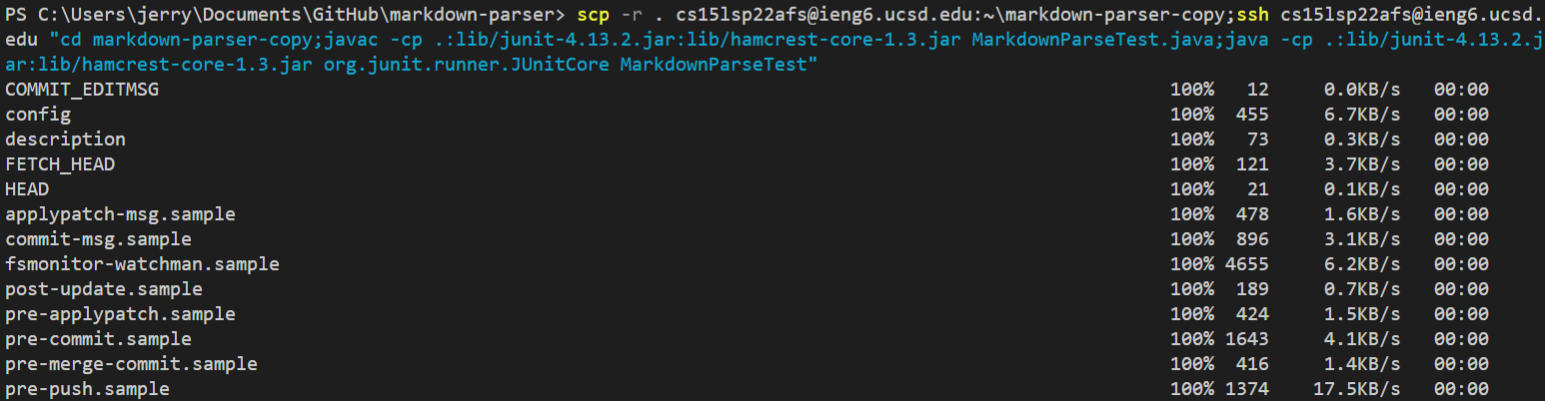 PS C:\Users\jerry\Documents\GitHub\markdown-parser> scp -r . cs15lsp22afs@ieng6.ucsd.edu:~\markdown-parser-copy;ssh cs15lsp22afs@ieng6.ucsd.
edu "cd markdown-parser-copy;javac -cp .:lib/junit-4.13.2.jar:lib/hamcrest-core-1.3.jar MarkdownParseTest.java;java -cp .:lib/junit-4.13.2.j
ar:lib/hamcrest-core-1.3.jar org.junit.runner.JUnitCore MarkdownParseTest"
COMMIT_EDITMSG 100% 12 0.0KB/s 00:00
config 100% 455 6.7KB/s 00:00
description 100% 73 0.3KB/s 00:00
FETCH_HEAD 100% 121 3.7KB/s 00:00
HEAD 100% 21 0.1KB/s 00:00
applypatch-msg.sample 100% 478 1.6KB/s 00:00
commit-msg.sample 100% 896 3.1KB/s 00:00
fsmonitor-watchman.sample 100% 4655 6.2KB/s 00:00
post-update.sample 100% 189 0.7KB/s 00:00
pre-applypatch.sample 100% 424 1.5KB/s 00:00
pre-commit.sample 100% 1643 4.1KB/s 00:00
pre-merge-commit.sample 100% 416 1.4KB/s 00:00
pre-push.sample 100% 1374 17.5KB/s 00:00